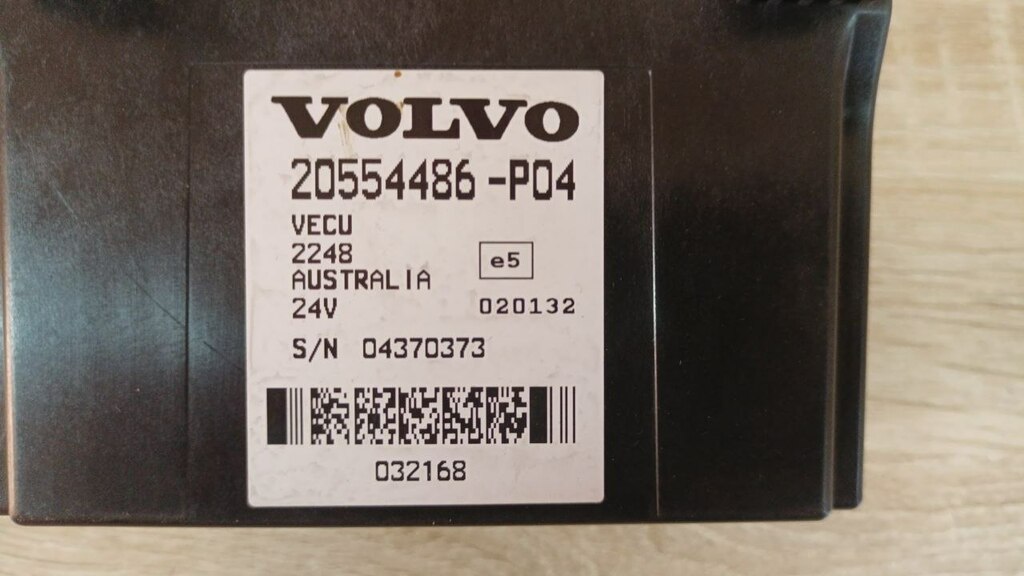 VOLVO
20554486-P04
VECU
2248
e5
AUSTRALIA
24V 020132
S/N 04370373
032168